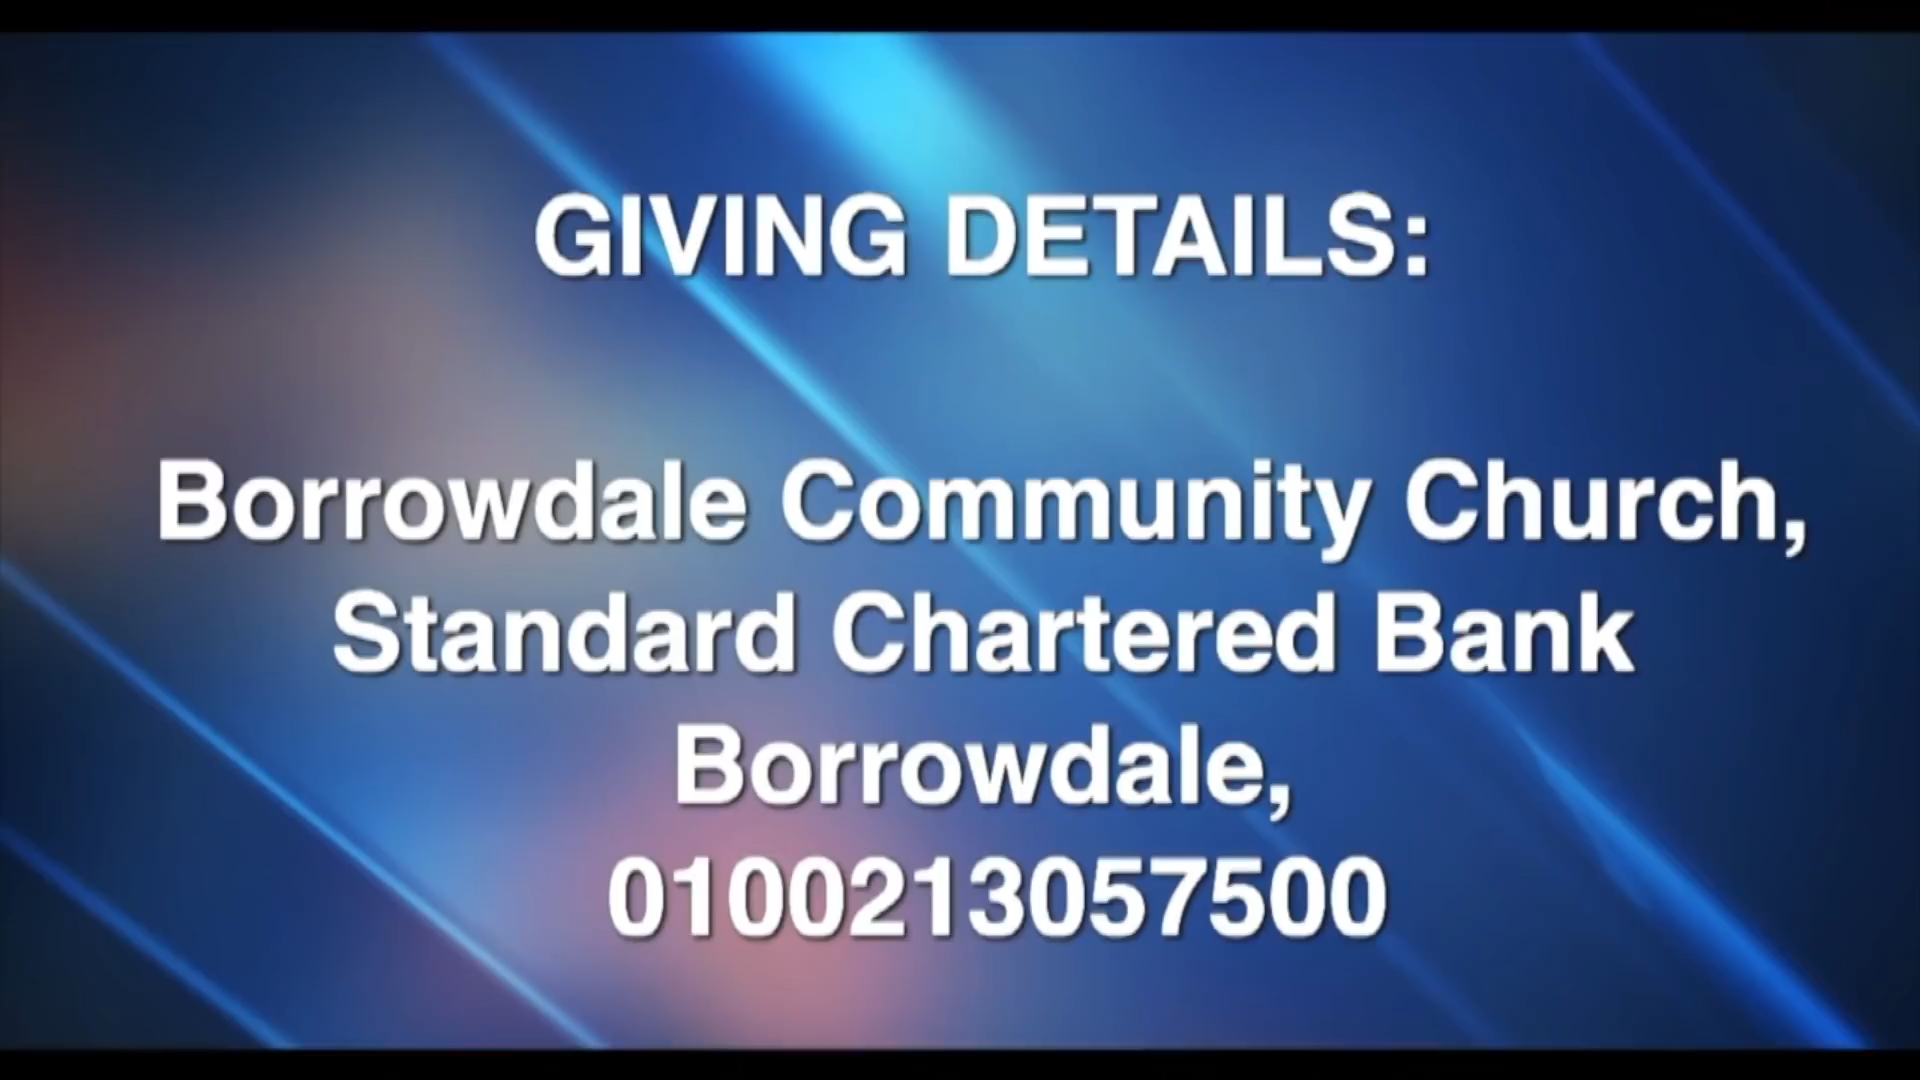 GIVING DETAILS:
Borrowdale Community Church,
Standard Chartered Bank
Borrowdale,
0100213057500